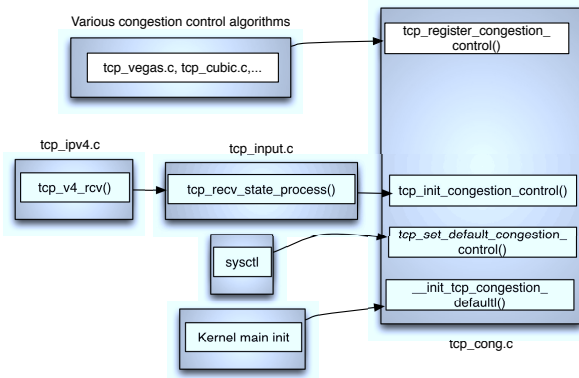 Various congestion control algorithms
tcp_vegas.c, tcp_cubic.c,...
tcp_register_congestion_
control()
tcp_ipv4.c
tcp_v4_rcv()
tcp_input.c
tcp_recv_state_process()
tcp_init_congestion_control()
sysctl
tcp_set_default_congestion_
control()
Kernel main init
__init_tcp_congestion_
defaultl()
tcp_cong.c